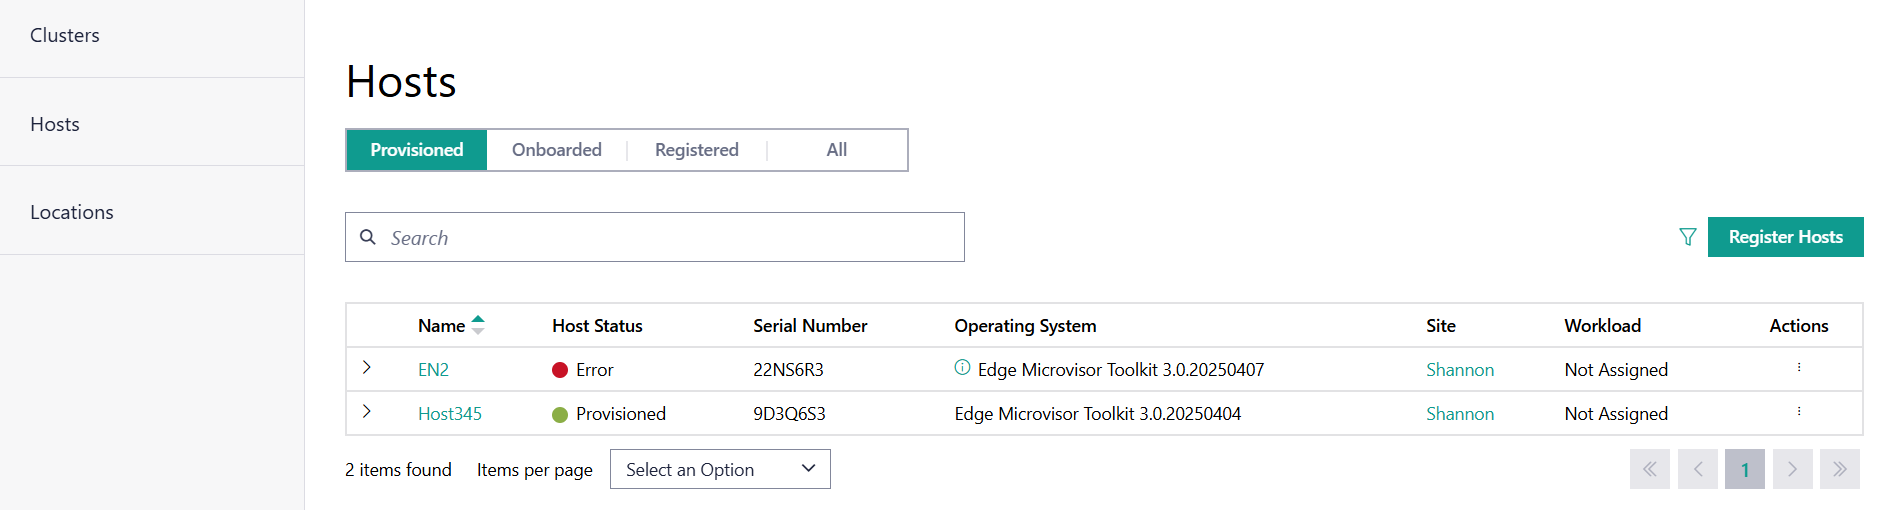 Clusters
Hosts
Locations
Hosts
Provisioned Onboarded Registered All
Search
Register Hosts
Name Host Status Serial Number Operating System Site Workload Actions
EN2 Error 22NS6R3 Edge Microvisor Toolkit 3.0.20250407 Shannon Not Assigned
Host345 Provisioned 9D3Q6S3 Edge Microvisor Toolkit 3.0.20250404 Shannon Not Assigned
2 items found Items per page Select an Option 1